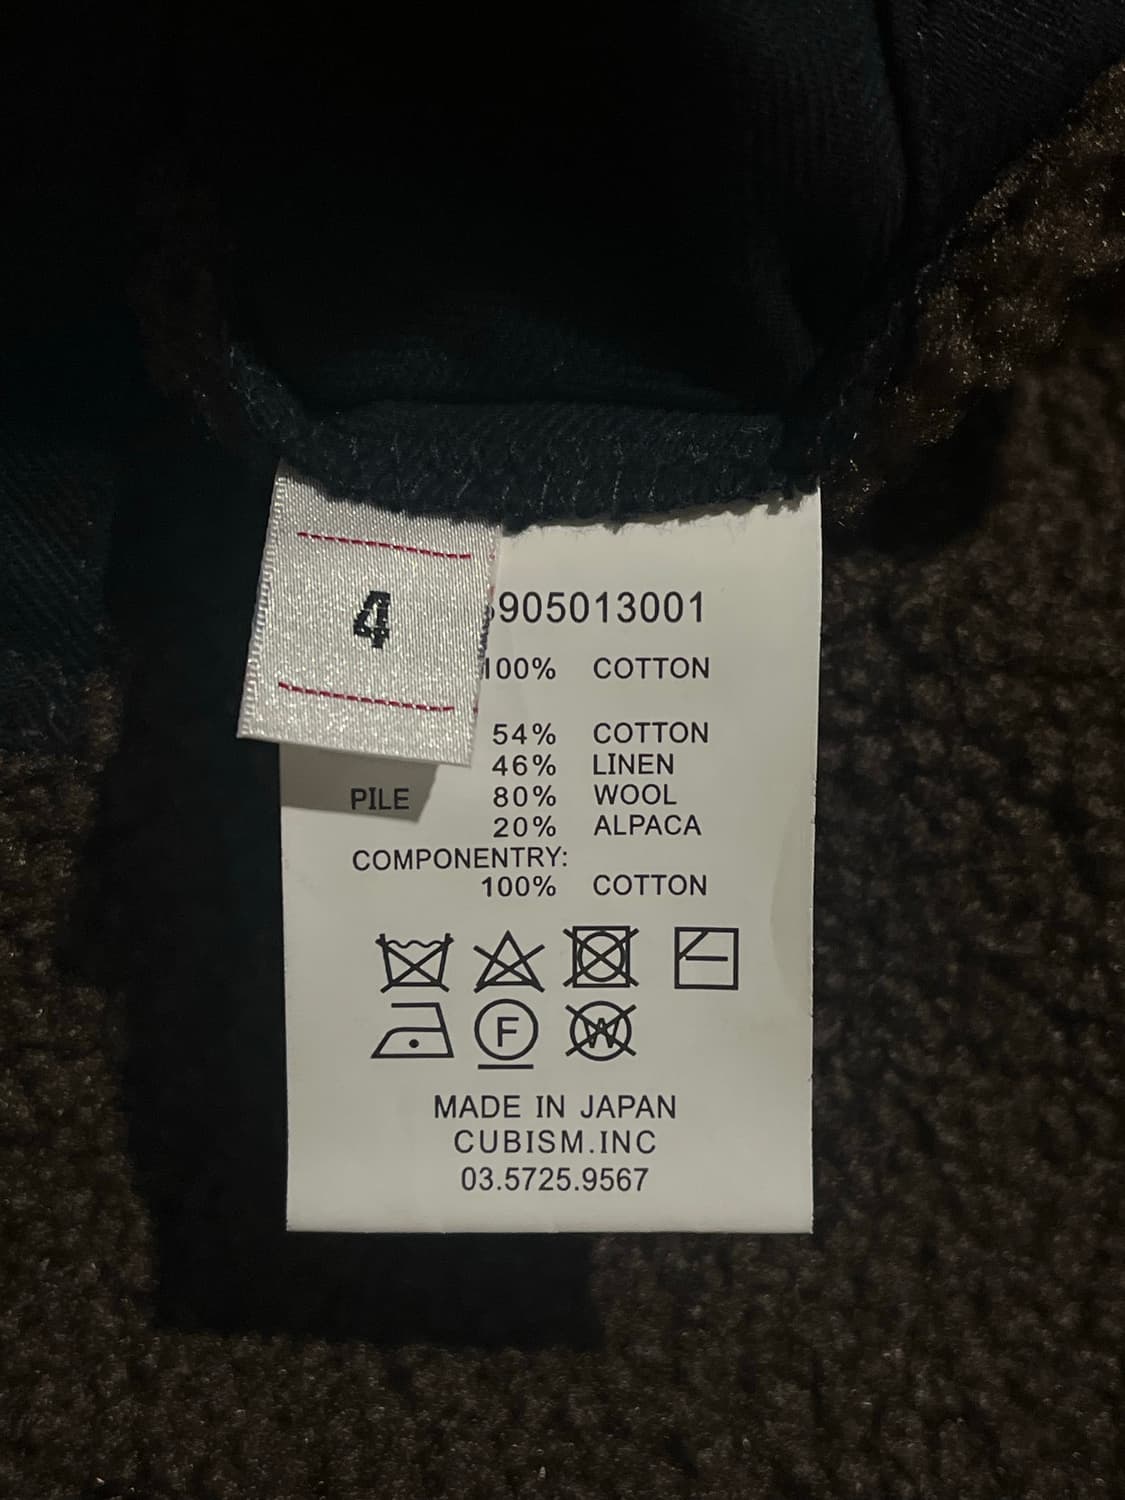 4
905013001
100% COTTON
54% COTTON
46% LINEN
PILE 80% WOOL
20% ALPACA
COMPONENTRY:
100% COTTON
F
W
MADE IN JAPAN
CUBISM.INC
03.5725.9567